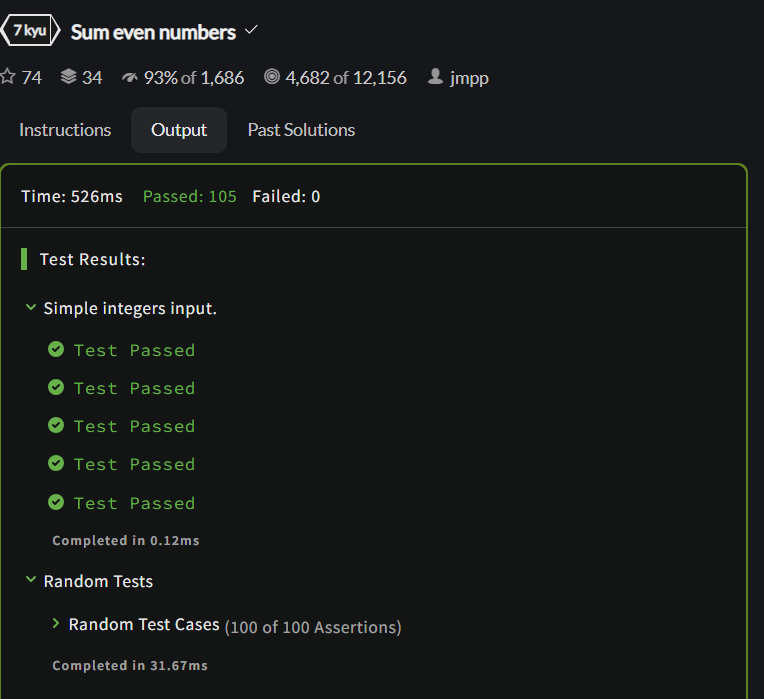 7 kyu Sum even numbers
74 34 93% of 1,686 4,682 of 12,156 jmpp
Instructions Output Past Solutions
Time: 526ms Passed: 105 Failed: 0
Test Results:
Simple integers input.
Test Passed
Test Passed
Test Passed
Test Passed
Test Passed
Completed in 0.12ms
Random Tests
Random Test Cases (100 of 100 Assertions)
Completed in 31.67ms